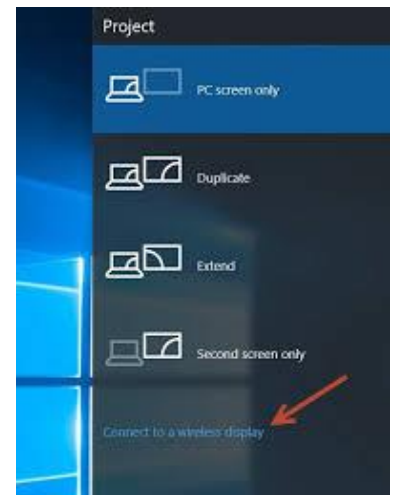 Project
PC screen only
Duplicate
Extend
Second screen only
Connect to a wireless display